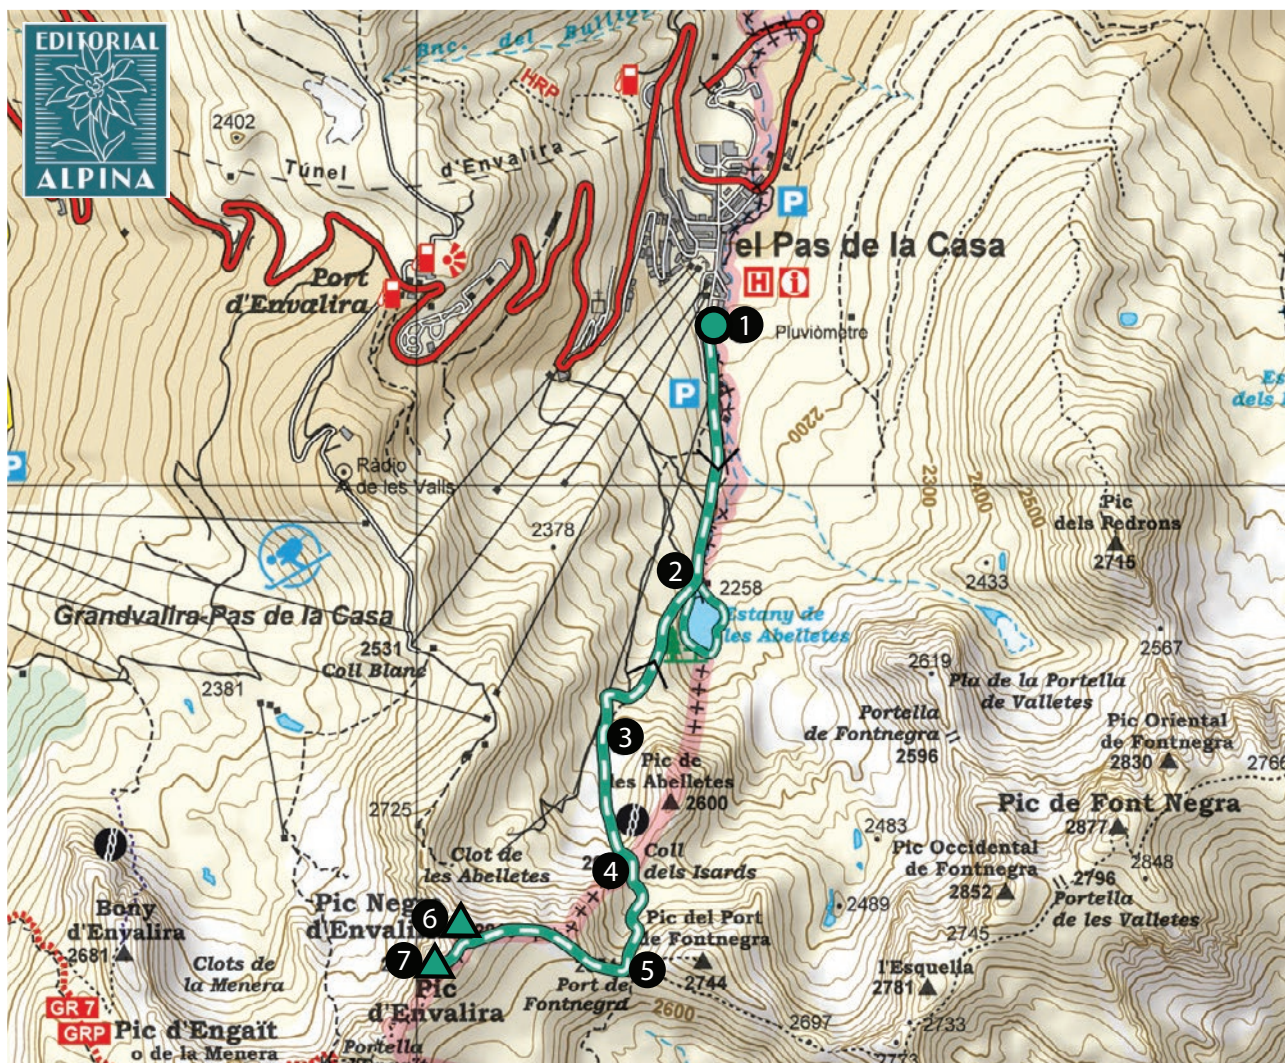 EDITORIAL
ALPINA
Bnc. del
HRP
2402
Túnel
d'Envalira
P
el Pas de la Casa
H i
Port
d'Envalira
1
Pluviòmetre
P
2200
P
Ràdio
de les Valls
2300
2400
2500
Pic
dels Pedrons
2715
2378
2433
2
2258
Estany de
les Abelletes
Grandvalira-Pas de la Casa
2531
Coll Blanc
2381
2567
2619
Pla de la Portella
de Valletes
Portella
de Fontnegra
2596
Pic Oriental
de Fontnegra
2830
2766
3
Pic de
les Abelletes
2600
Pic de Font Negra
2877
2725
2483
Pic Occidental
de Fontnegra
2852
2848
2796
Portella
de les Valletes
Clot de
les Abelletes
4
Coll
dels Isards
2489
2745
Bony
d'Envalira
2681
Pic Negre
d'Envalira
6
7
Pic
d'Envalira
Pic del Port
de Fontnegra
2744
5
Port de
Fontnegra
Clots de
la Menera
l'Esquella
2781
2600
2697
2733
2773
GR 7
GRP
Pic d'Engaït
o de la Menera
Portella